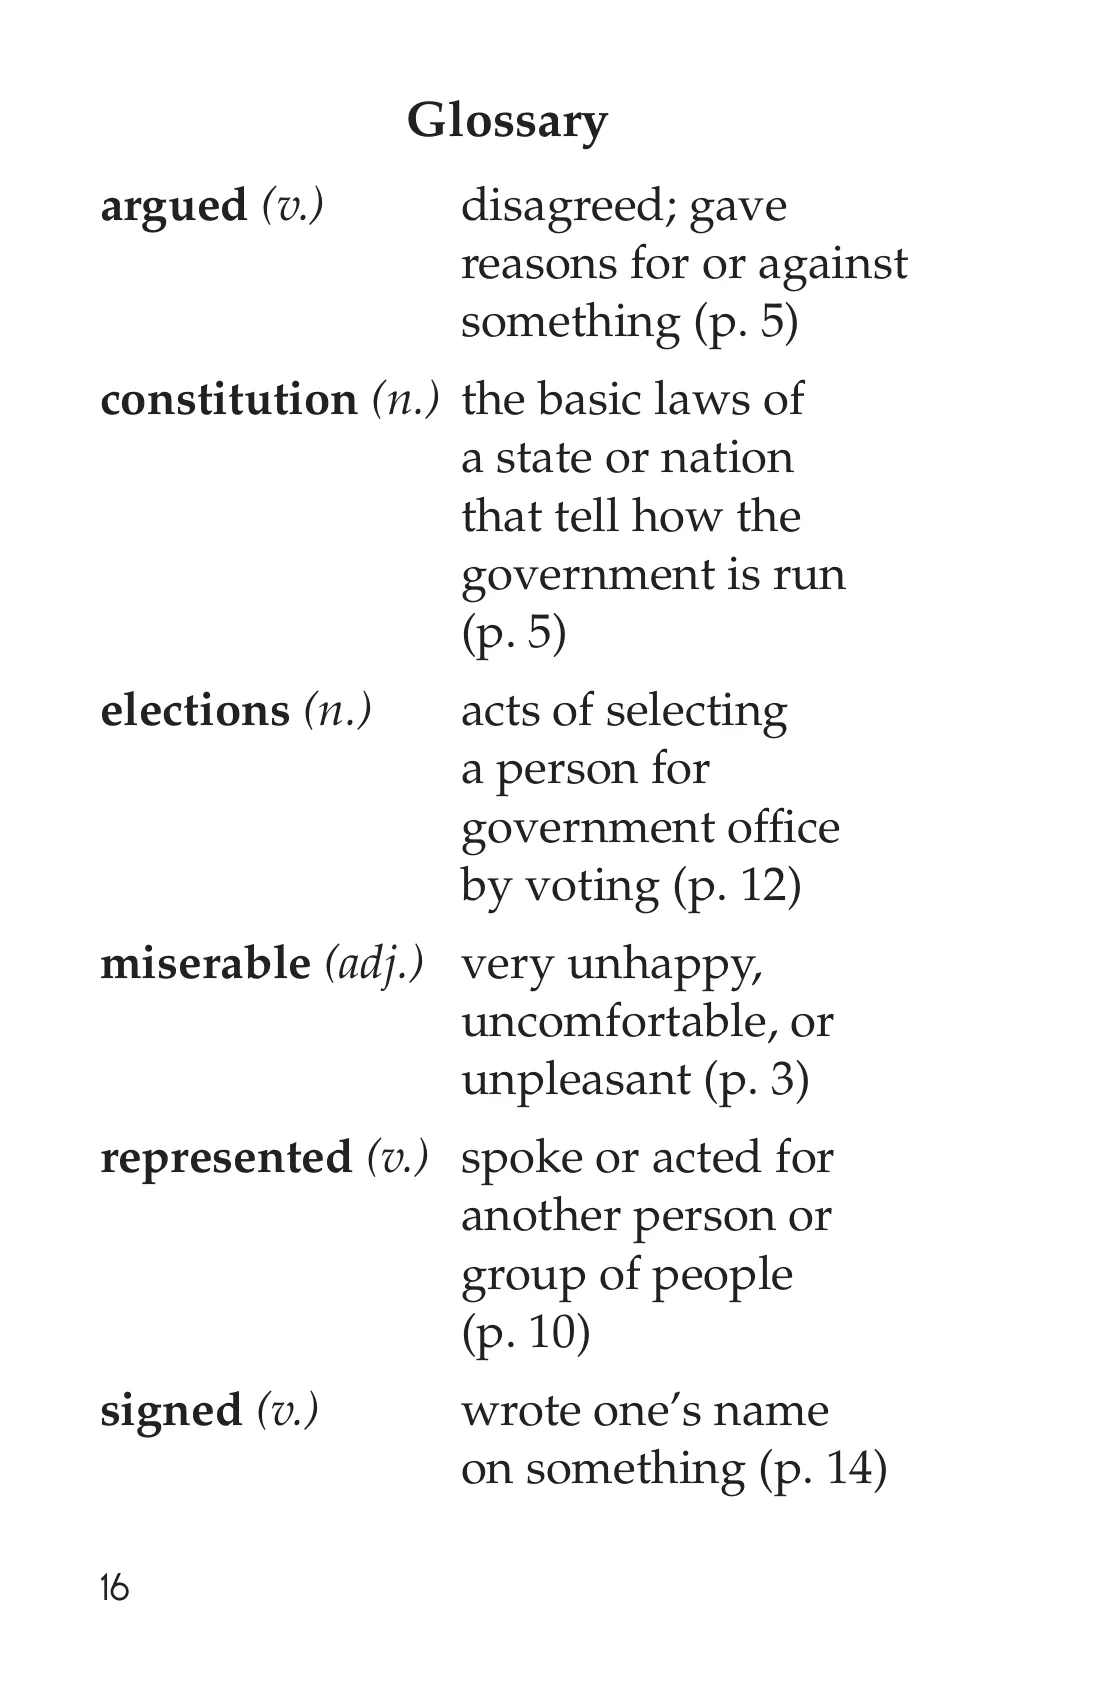 Glossary
argued (v.) disagreed; gave
reasons for or against
something (p. 5)
constitution (n.) the basic laws of
a state or nation
that tell how the
government is run
(p. 5)
elections (n.) acts of selecting
a person for
government office
by voting (p. 12)
miserable (adj.) very unhappy,
uncomfortable, or
unpleasant (p. 3)
represented (v.) spoke or acted for
another person or
group of people
(p. 10)
signed (v.) wrote one’s name
on something (p. 14)
16